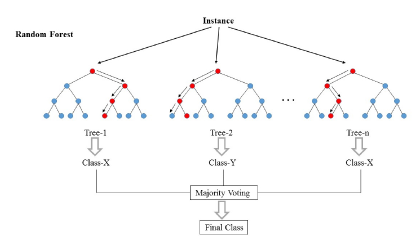 Instance
Random Forest
...
Tree-1 Tree-2 Tree-n
Class-X Class-Y Class-X
Majority Voting
Final Class